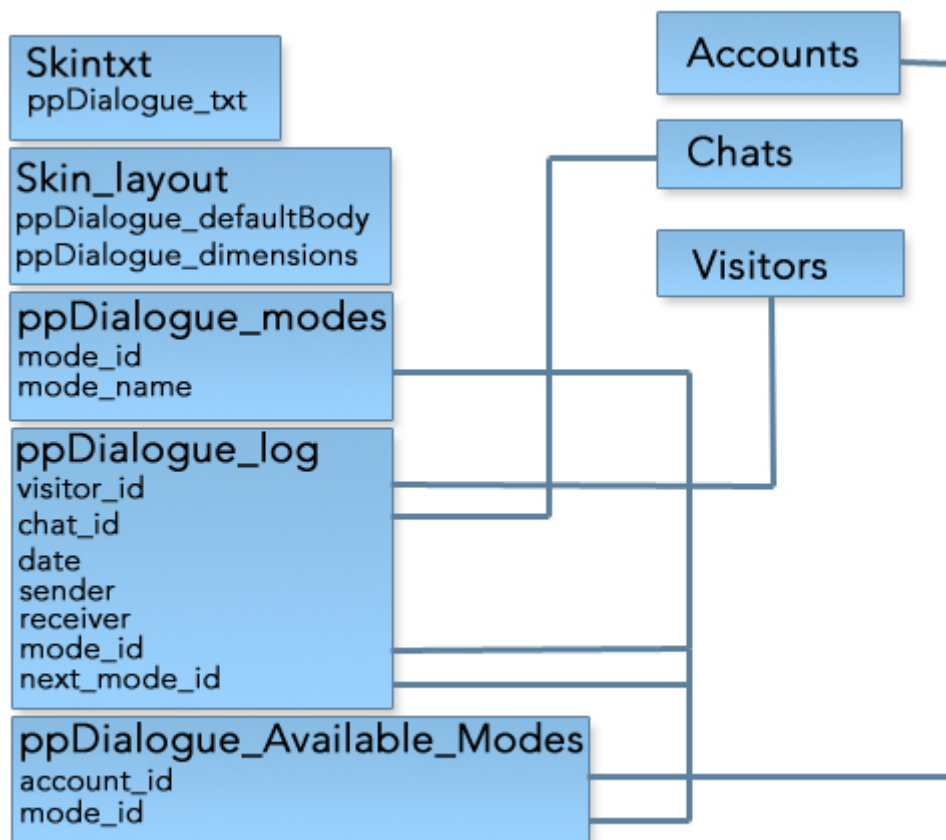 Skintxt
ppDialogue_txt
Skin_layout
ppDialogue_defaultBody
ppDialogue_dimensions
ppDialogue_modes
mode_id
mode_name
ppDialogue_log
visitor_id
chat_id
date
sender
receiver
mode_id
next_mode_id
ppDialogue_Available_Modes
account_id
mode_id
Accounts
Chats
Visitors